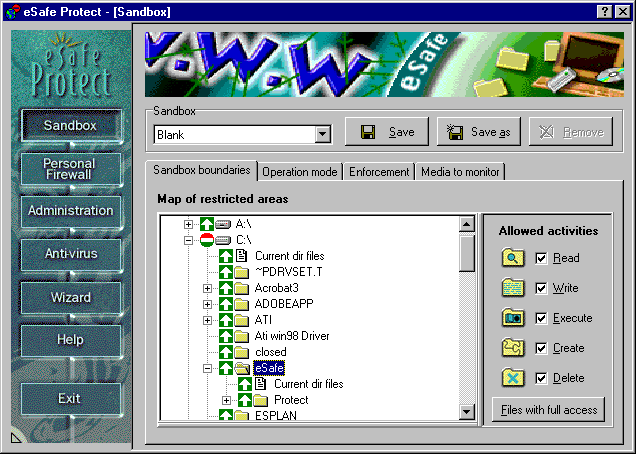 eSafe Protect - [Sandbox]
eSafe
Protect
Sandbox
Personal
Firewall
Administration
Anti-virus
Wizard
Help
Exit
W.W.W
eSafe
Sandbox
Blank
Save
Save as
Remove
Sandbox boundaries
Operation mode
Enforcement
Media to monitor
Map of restricted areas
A:\
C:\
Current dir files
~PDRVSET.T
Acrobat3
ADOBEAPP
ATI
Ati win98 Driver
closed
eSafe
Current dir files
Protect
ESPLAN
Allowed activities
Read
Write
Execute
Create
Delete
Files with full access